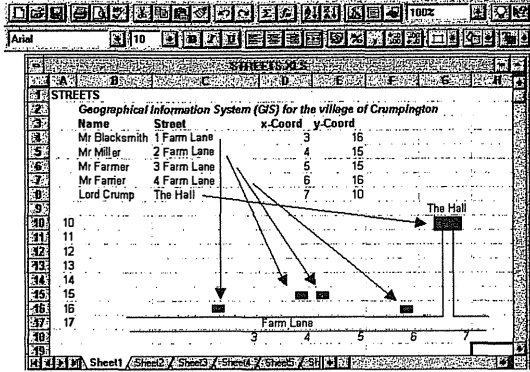 100%
Arial 10
STREETS.XLS
A B C D E F G H
1 STREETS
2 Geographical Information System (GIS) for the village of Crumpington
3 Name Street x-Coord y-Coord
4 Mr Blacksmith 1 Farm Lane 3 16
5 Mr Miller 2 Farm Lane 4 15
6 Mr Farmer 3 Farm Lane 5 15
7 Mr Farrier 4 Farm Lane 6 16
8 Lord Crump The Hall 7 10
9 The Hall
10 10
11 11
12 12
13 13
14 14
15 15
16 16
17 17 Farm Lane
18 3 4 5 6 7
19
Sheet1 Sheet2 Sheet3 Sheet4 Sheet5 Sh